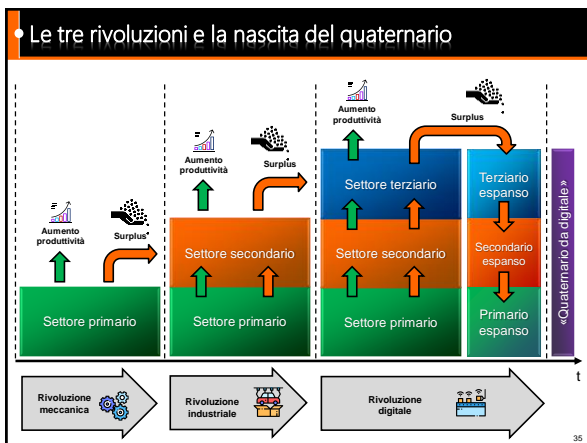 Le tre rivoluzioni e la nascita del quaternario
Aumento
produttività
Surplus
Settore primario
Aumento
produttività
Surplus
Settore secondario
Settore primario
Aumento
produttività
Surplus
Settore terziario
Settore secondario
Settore primario
Terziario
espanso
Secondario
espanso
Primario
espanso
«Quaternario da digitale»
t
Rivoluzione
meccanica
Rivoluzione
industriale
Rivoluzione
digitale
35